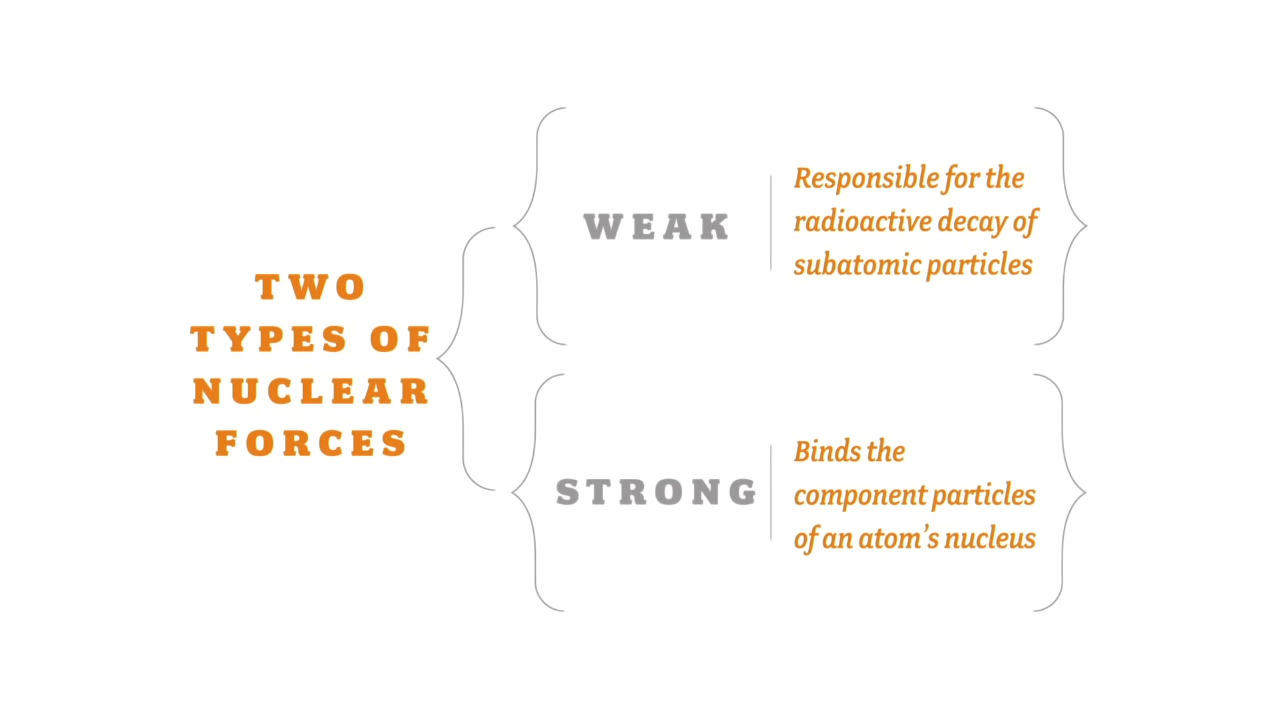 TWO
TYPES OF
NUCLEAR
FORCES
WEAK
Responsible for the
radioactive decay of
subatomic particles
STRONG
Binds the
component particles
of an atom’s nucleus